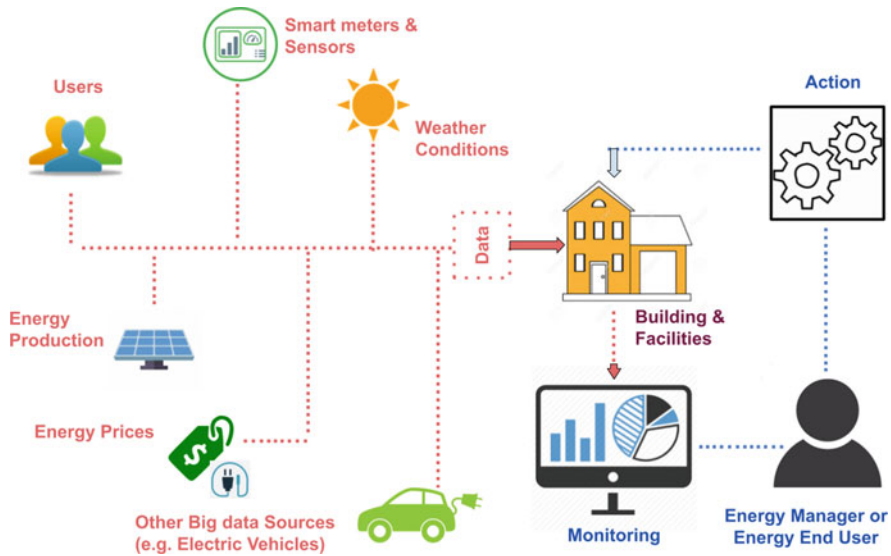 Smart meters &
Sensors
Users
Weather
Conditions
Action
Data
Energy
Production
Building &
Facilities
Energy Prices
$
Other Big data Sources
(e.g. Electric Vehicles)
Monitoring
Energy Manager or
Energy End User